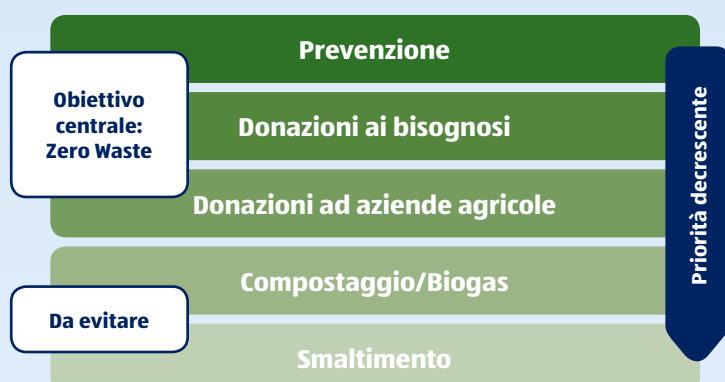 Prevenzione
Obiettivo
centrale:
Zero Waste
Donazioni ai bisognosi
Donazioni ad aziende agricole
Compostaggio/Biogas
Da evitare
Smaltimento
Priorità decrescente